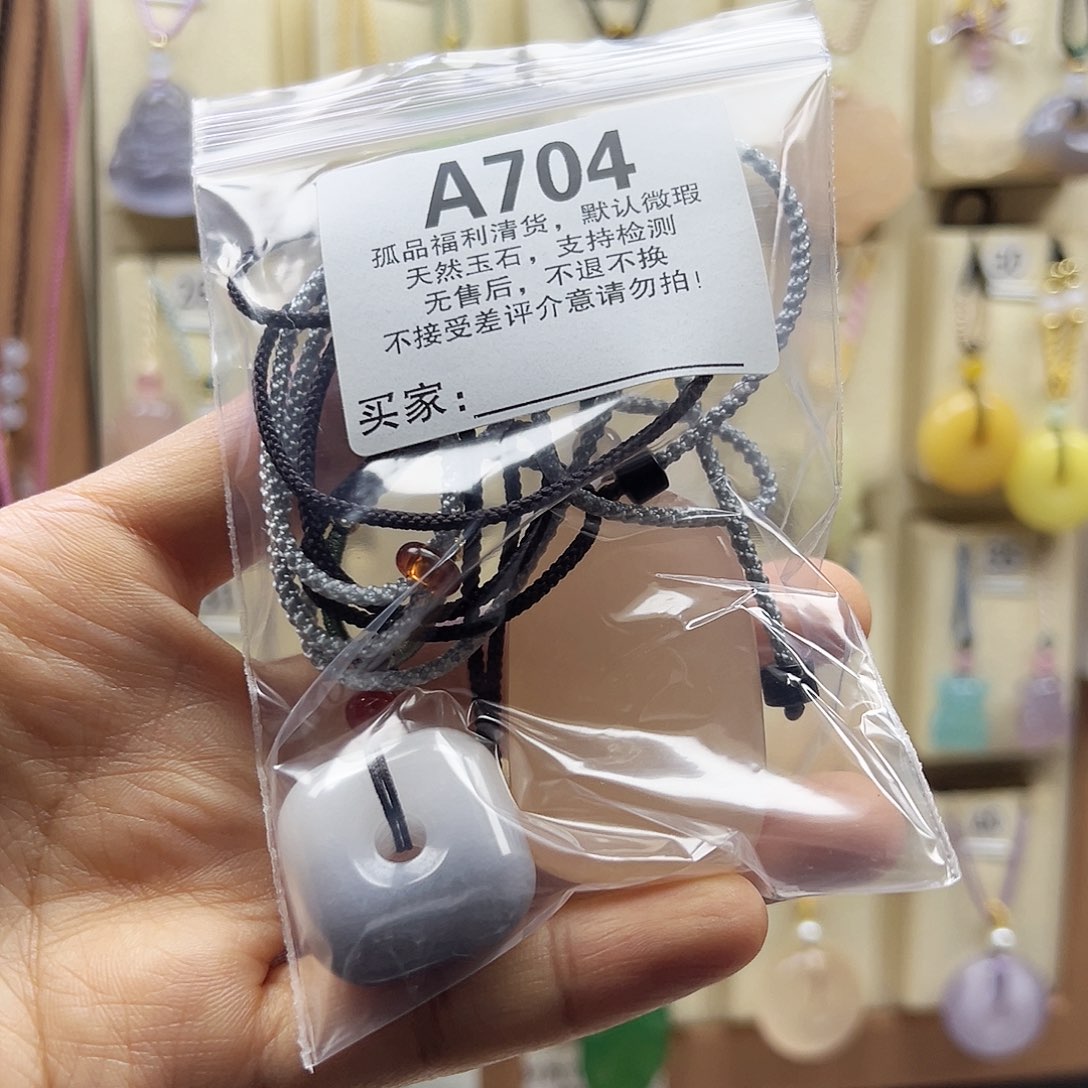 A704
孤品福利清货，默认微瑕
天然玉石，支持检测
无售后，不退不换
不接受差评介意请勿拍！
买家：